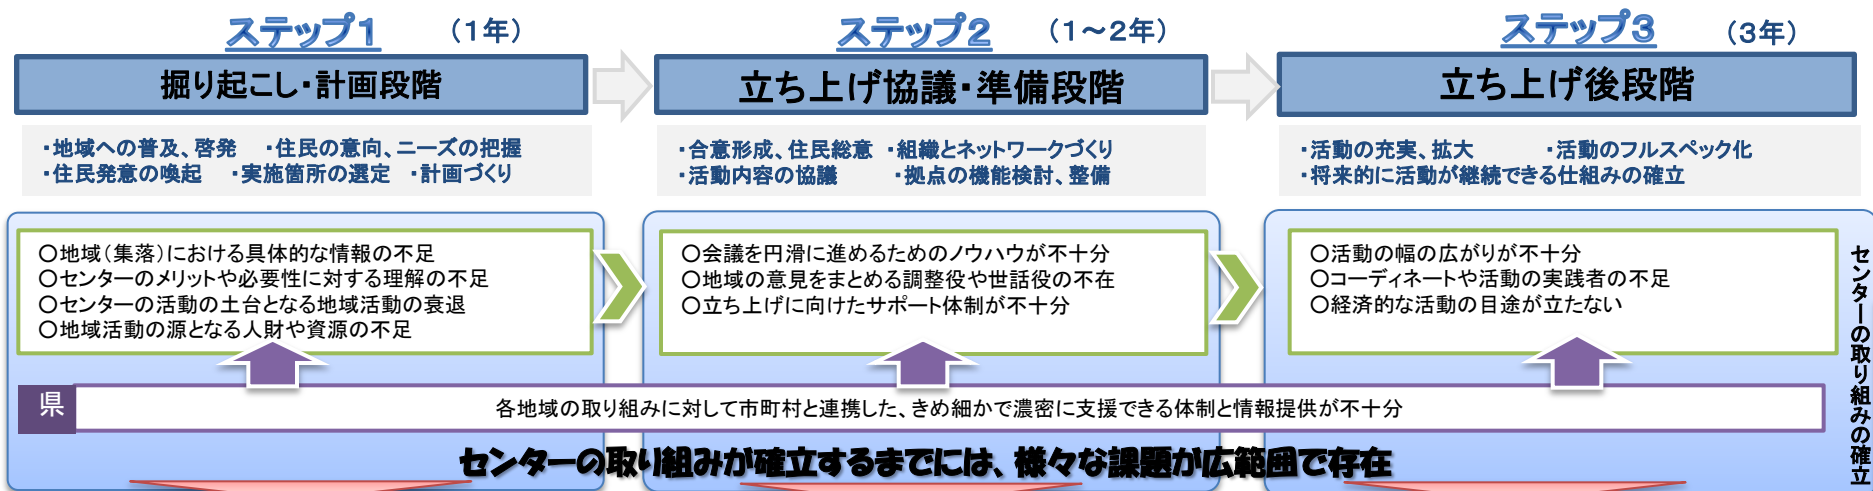 ステップ1 (1年)
掘り起こし・計画段階
・地域への普及、啓発 ・住民の意向、ニーズの把握
・住民発意の喚起 ・実施箇所の選定 ・計画づくり
ステップ2 (1～2年)
立ち上げ協議・準備段階
・合意形成、住民総意 ・組織とネットワークづくり
・活動内容の協議 ・拠点の機能検討、整備
ステップ3 (3年)
立ち上げ後段階
・活動の充実、拡大 ・活動のフルスペック化
・将来的に活動が継続できる仕組みの確立
○地域(集落)における具体的な情報の不足
○センターのメリットや必要性に対する理解の不足
○センターの活動の土台となる地域活動の衰退
○地域活動の源となる人財や資源の不足
○会議を円滑に進めるためのノウハウが不十分
○地域の意見をまとめる調整役や世話役の不在
○立ち上げに向けたサポート体制が不十分
○活動の幅の広がりが不十分
○コーディネートや活動の実践者の不足
○経済的な活動の目途が立たない
センターの取り組みの確立
県
各地域の取り組みに対して市町村と連携した、きめ細かで濃密に支援できる体制と情報提供が不十分
センターの取り組みが確立するまでには、様々な課題が広範囲で存在